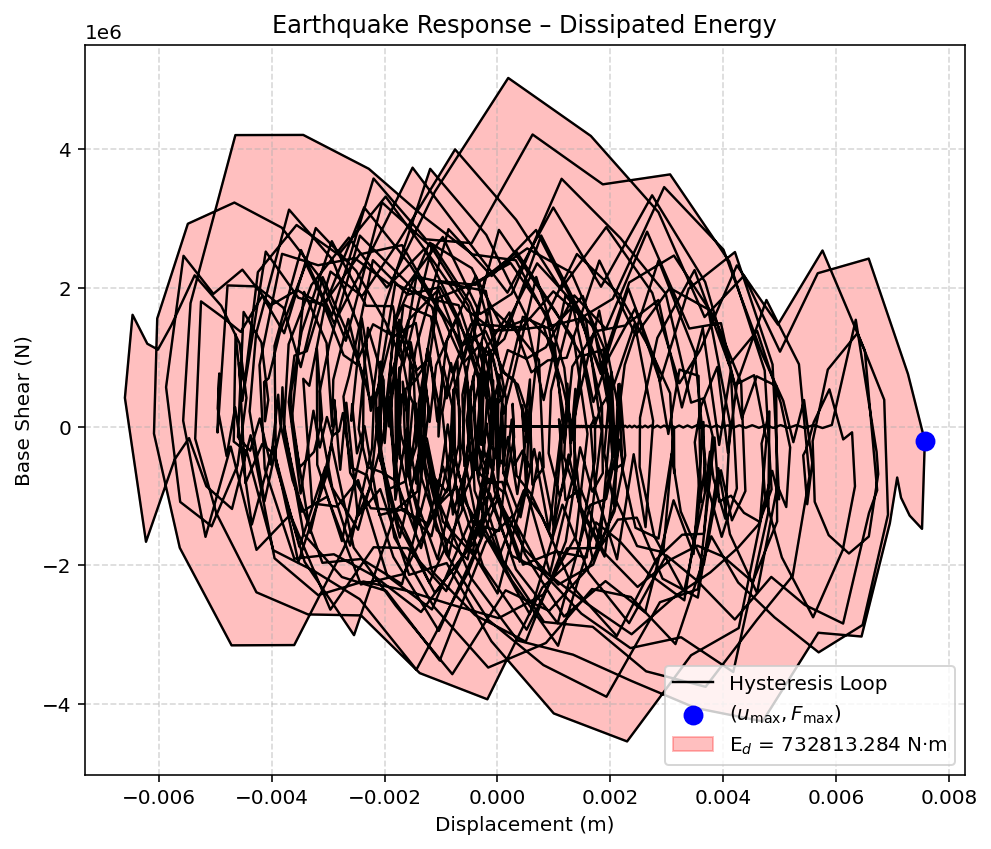 Earthquake Response – Dissipated Energy
1e6
4
2
0
−2
−4
Base Shear (N)
−0.006 −0.004 −0.002 0.000 0.002 0.004 0.006 0.008
Displacement (m)
Hysteresis Loop
(u_max, F_max)
E_d = 732813.284 N·m